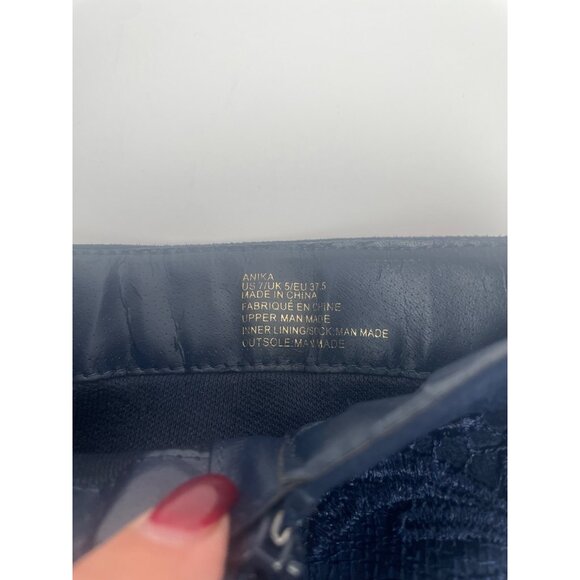 ANIKA
US 7/UK 5/EU 37.5
MADE IN CHINA
FABRIQUÉ EN CHINE
UPPER MAN MADE
INNER LINING/SOCK:MAN MADE
OUTSOLE:MAN MADE